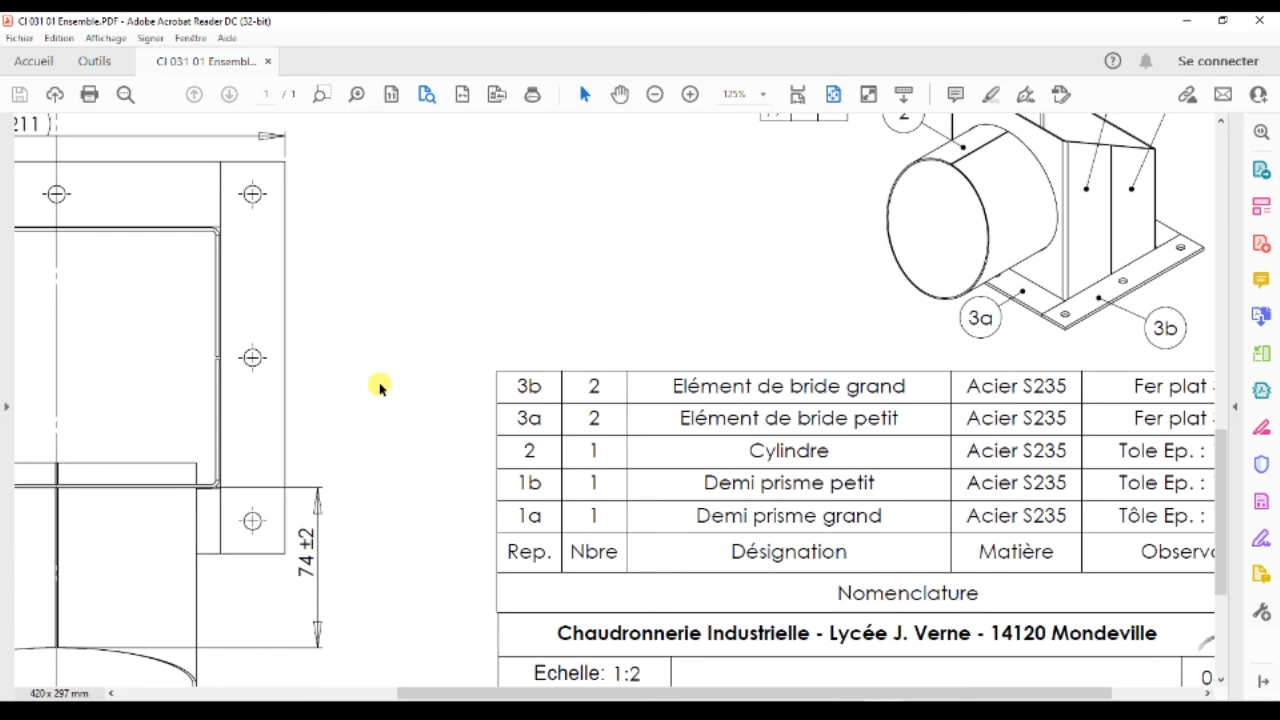 CI 031 01 Ensemble.PDF - Adobe Acrobat Reader DC (32-bit)
Fichier Edition Affichage Signer Fenêtre Aide
Accueil Outils CI 031 01 Ensembl... × Se connecter
1 / 1 125%
211 )
2
3a
3b
74 ±2
3b 2 Elément de bride grand Acier S235 Fer plat
3a 2 Elément de bride petit Acier S235 Fer plat
2 1 Cylindre Acier S235 Tole Ep. :
1b 1 Demi prisme petit Acier S235 Tole Ep. :
1a 1 Demi prisme grand Acier S235 Tôle Ep. :
Rep. Nbre Désignation Matière Observ
Nomenclature
Chaudronnerie Industrielle - Lycée J. Verne - 14120 Mondeville
Echelle: 1:2
420 x 297 mm